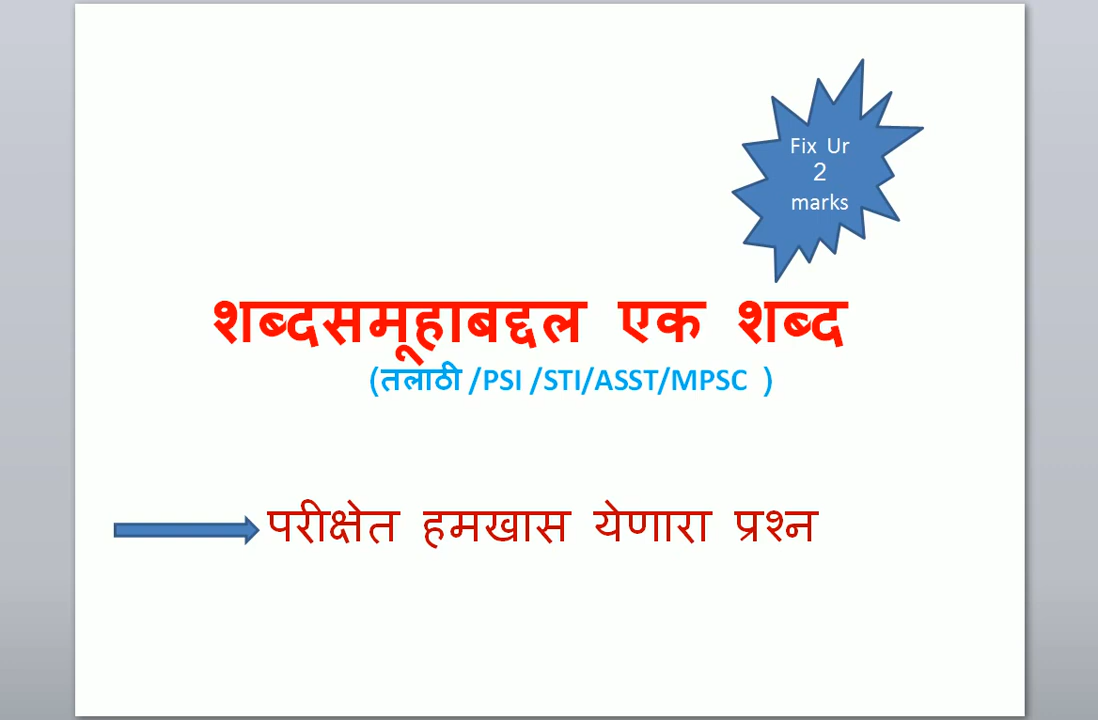 Fix Ur
2
marks
शब्दसमूहाबद्दल एक शब्द
(तलाठी /PSI /STI/ASST/MPSC )
परीक्षेत हमखास येणारा प्रश्न